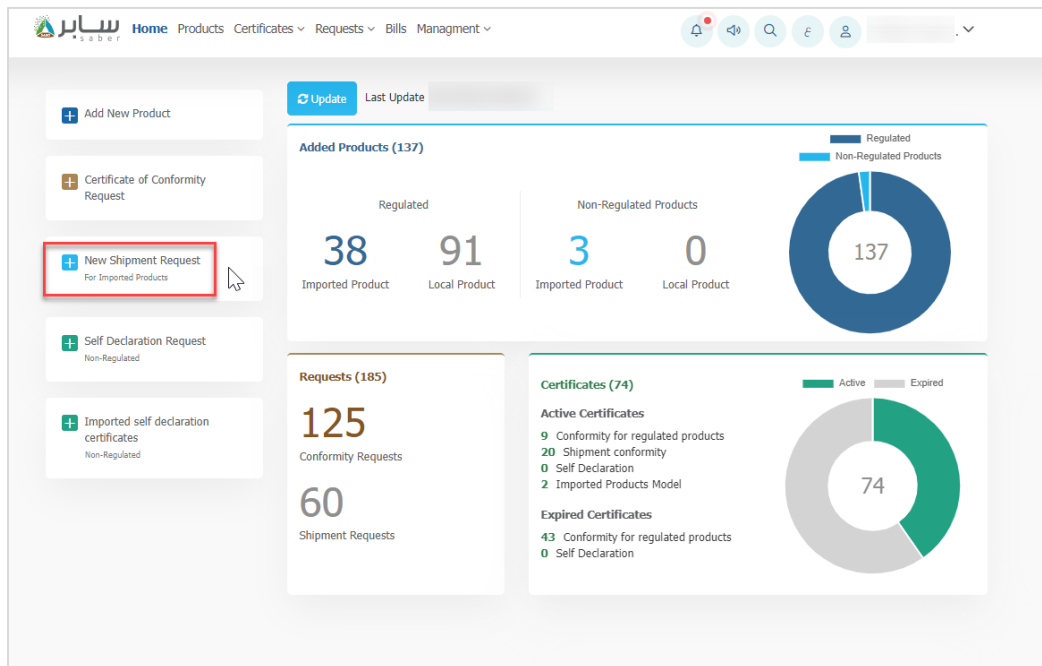 سابر
saber
Home Products Certificates Requests Bills Managment
ع
Update Last Update
Add New Product
Certificate of Conformity
Request
New Shipment Request
For Imported Products
Self Declaration Request
Non-Regulated
Imported self declaration
certificates
Non-Regulated
Added Products (137)
Regulated
Non-Regulated Products
Regulated
38
Imported Product
91
Local Product
Non-Regulated Products
3
Imported Product
0
Local Product
137
Requests (185)
125
Conformity Requests
60
Shipment Requests
Certificates (74)
Active Expired
Active Certificates
9 Conformity for regulated products
20 Shipment conformity
0 Self Declaration
2 Imported Products Model
Expired Certificates
43 Conformity for regulated products
0 Self Declaration
74